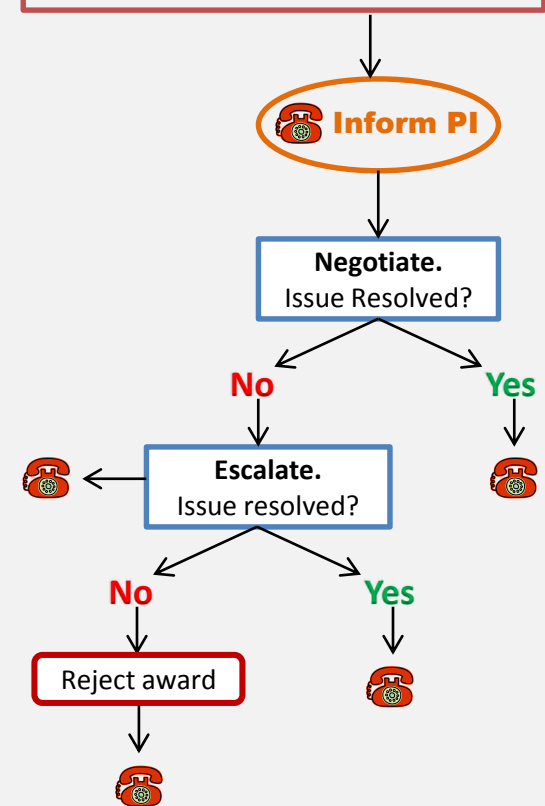 Inform PI
Negotiate.
Issue Resolved?
No
Yes
Escalate.
Issue resolved?
No
Yes
Reject award